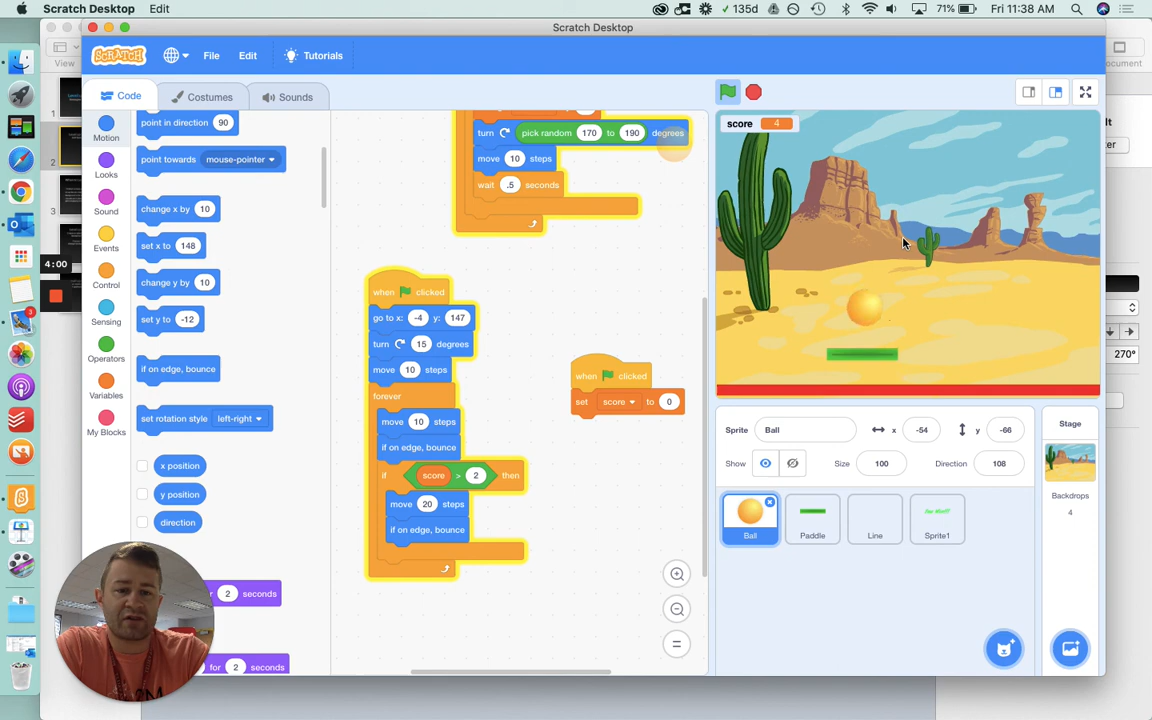 Scratch Desktop Edit
135d 71% Fri 11:38 AM
Scratch Desktop
SCRATCH File Edit Tutorials
View
Code Costumes Sounds
Motion
Looks
Sound
Events
Control
Sensing
Operators
Variables
My Blocks
point in direction 90
point towards mouse-pointer
change x by 10
set x to 148
change y by 10
set y to -12
if on edge, bounce
set rotation style left-right
x position
y position
direction
2 seconds
for 2 seconds
turn pick random 170 to 190 degrees
move 10 steps
wait .5 seconds
when clicked
go to x: -4 y: 147
turn 15 degrees
move 10 steps
forever
move 10 steps
if on edge, bounce
if score > 2 then
move 20 steps
if on edge, bounce
when clicked
set score to 0
score 4
Sprite Ball x -54 y -66
Show Size 100 Direction 108
Ball
Paddle
Line
Sprite1
Stage
Backdrops
4
1
2
3
4:00
3
270°